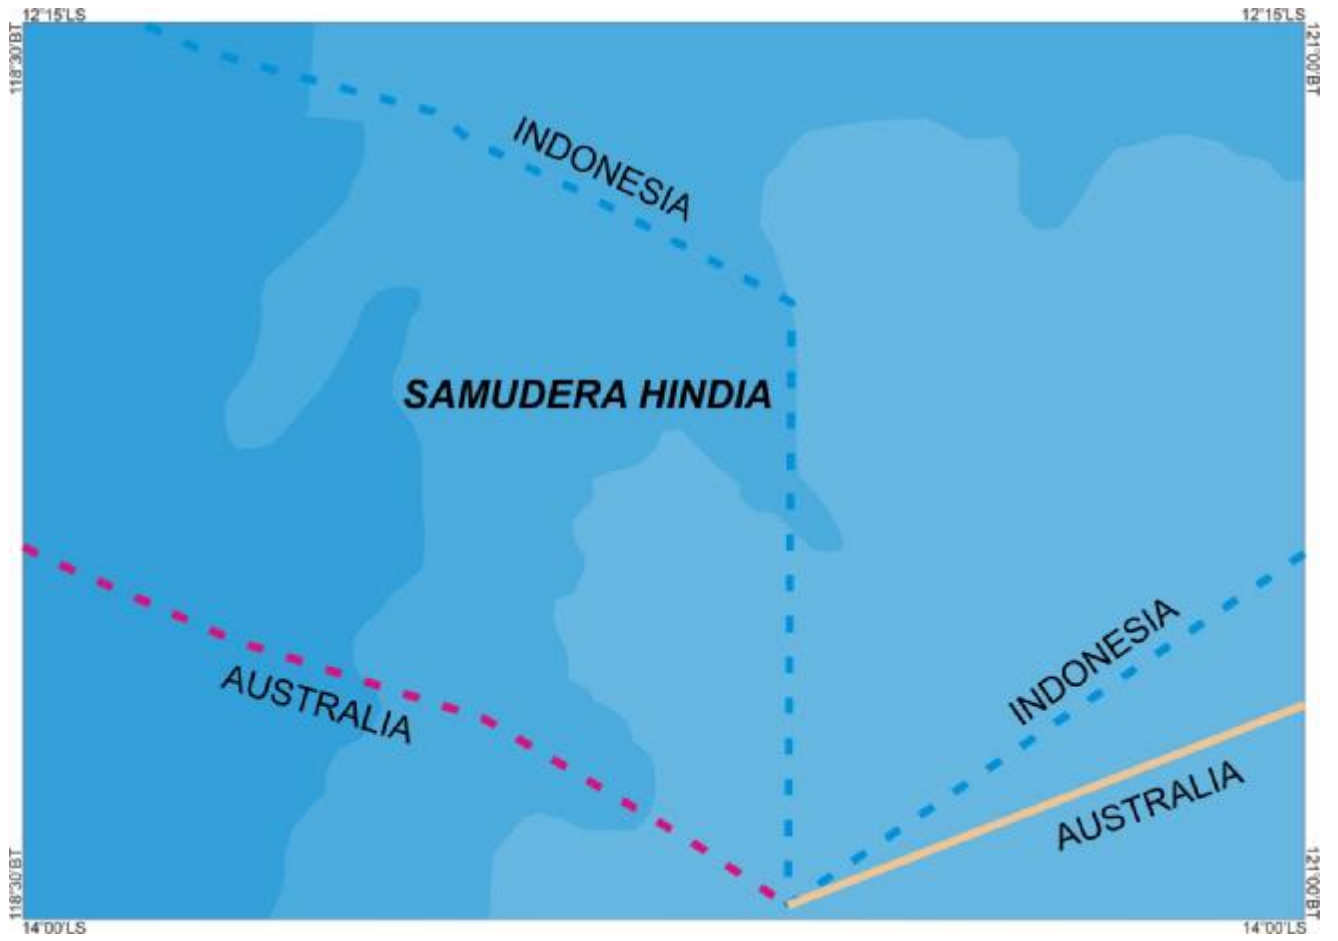 12°15'LS
12°15'LS
118°30'BT
121°00'BT
INDONESIA
SAMUDERA HINDIA
INDONESIA
AUSTRALIA
AUSTRALIA
118°30'BT
121°00'BT
14°00'LS
14°00'LS